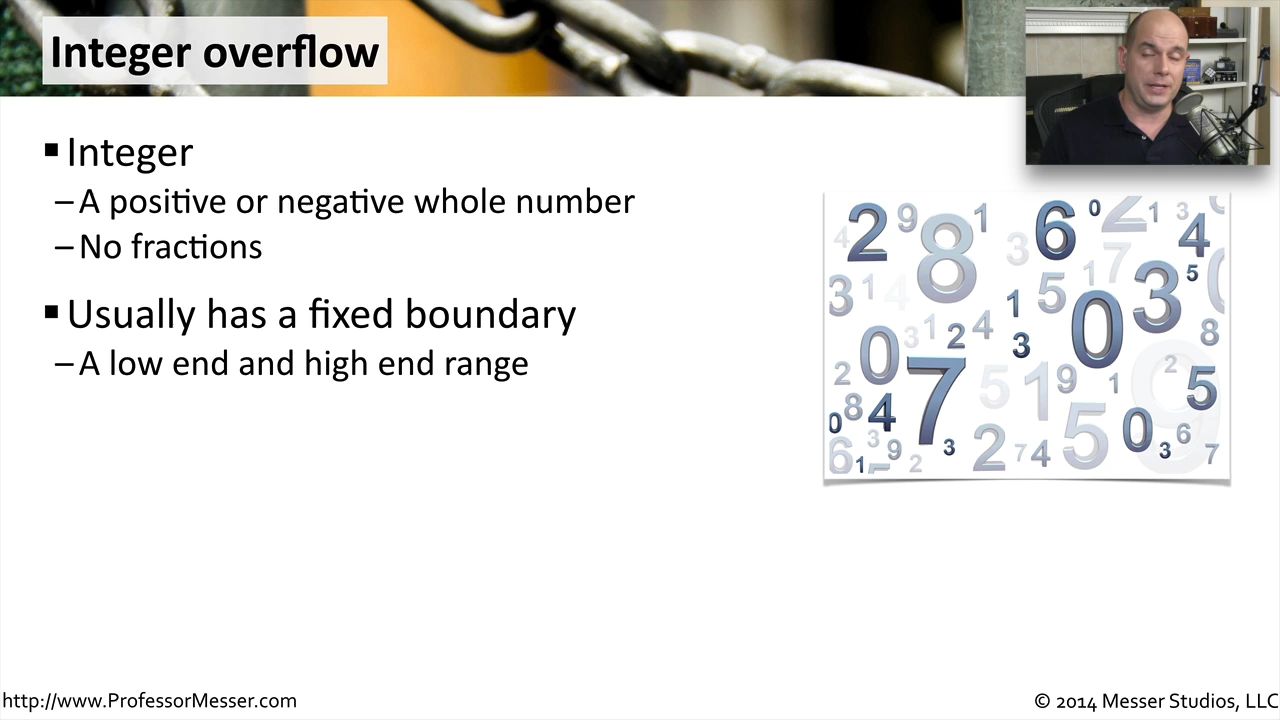 Integer overflow
▪ Integer
– A positive or negative whole number
– No fractions
▪ Usually has a fixed boundary
– A low end and high end range
http://www.ProfessorMesser.com
© 2014 Messer Studios, LLC